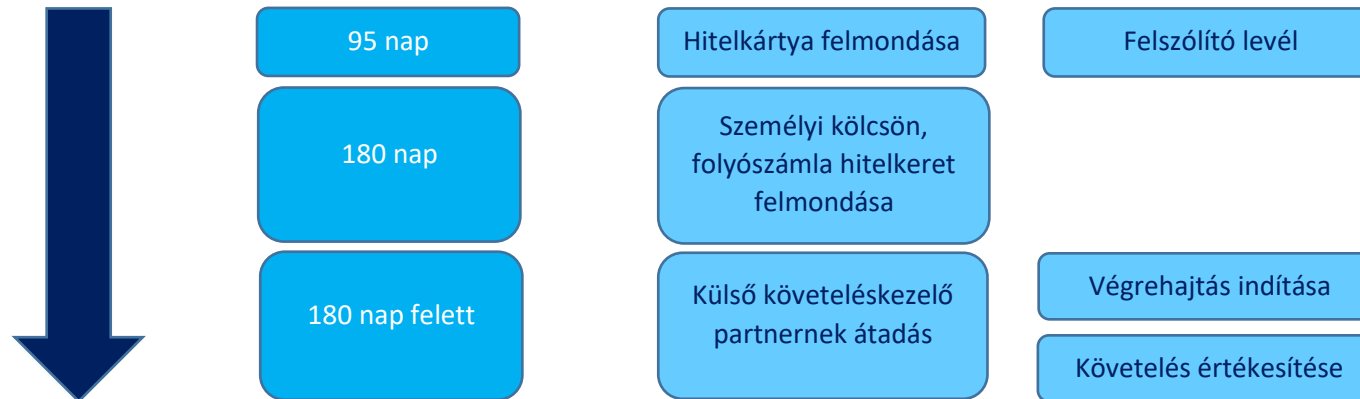 95 nap
Hitelkártya felmondása
Felszólító levél
180 nap
Személyi kölcsön,
folyószámla hitelkeret
felmondása
180 nap felett
Külső követeléskezelő
partnernek átadás
Végrehajtás indítása
Követelés értékesítése